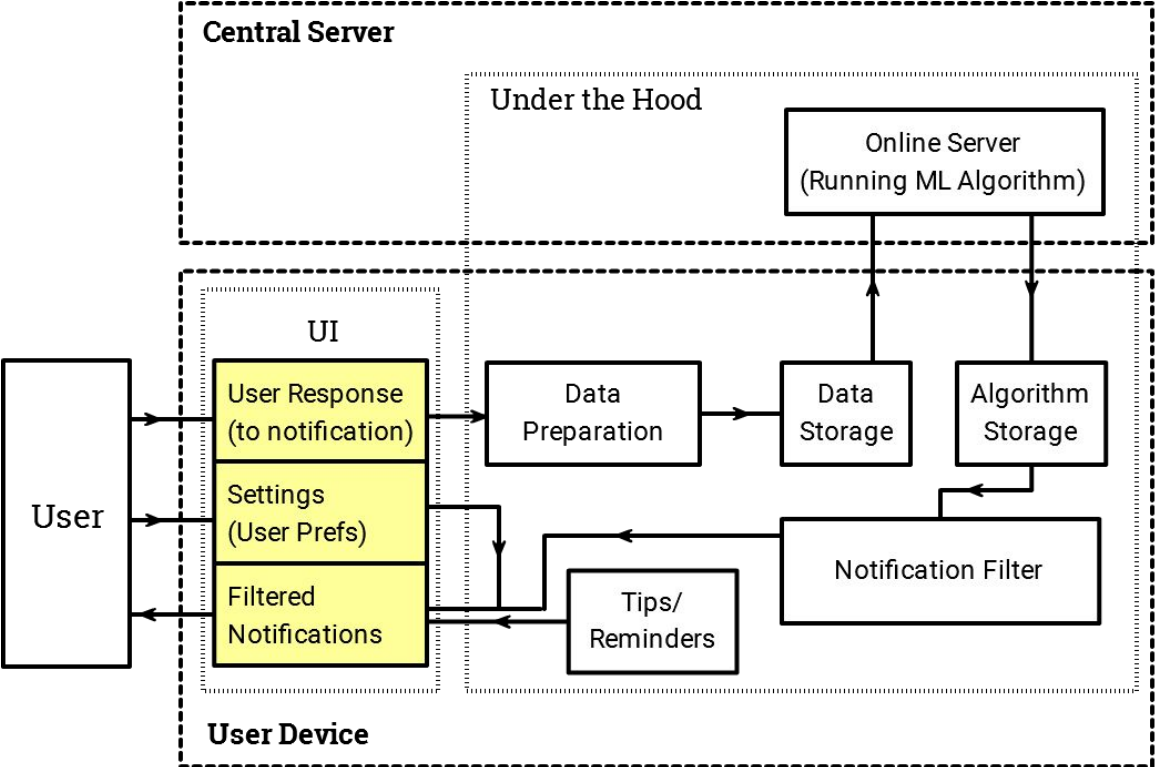 Central Server
Under the Hood
Online Server
(Running ML Algorithm)
UI
User
User Response
(to notification)
Settings
(User Prefs)
Filtered
Notifications
Data
Preparation
Data
Storage
Algorithm
Storage
Notification Filter
Tips/
Reminders
User Device